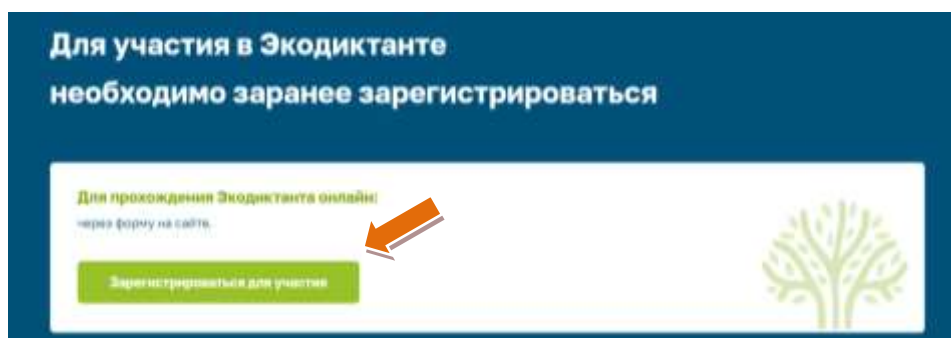 Для участия в Экодиктанте
необходимо заранее зарегистрироваться
Для прохождения Экодиктанта онлайн:
через форму на сайте.
Зарегистрироваться для участия